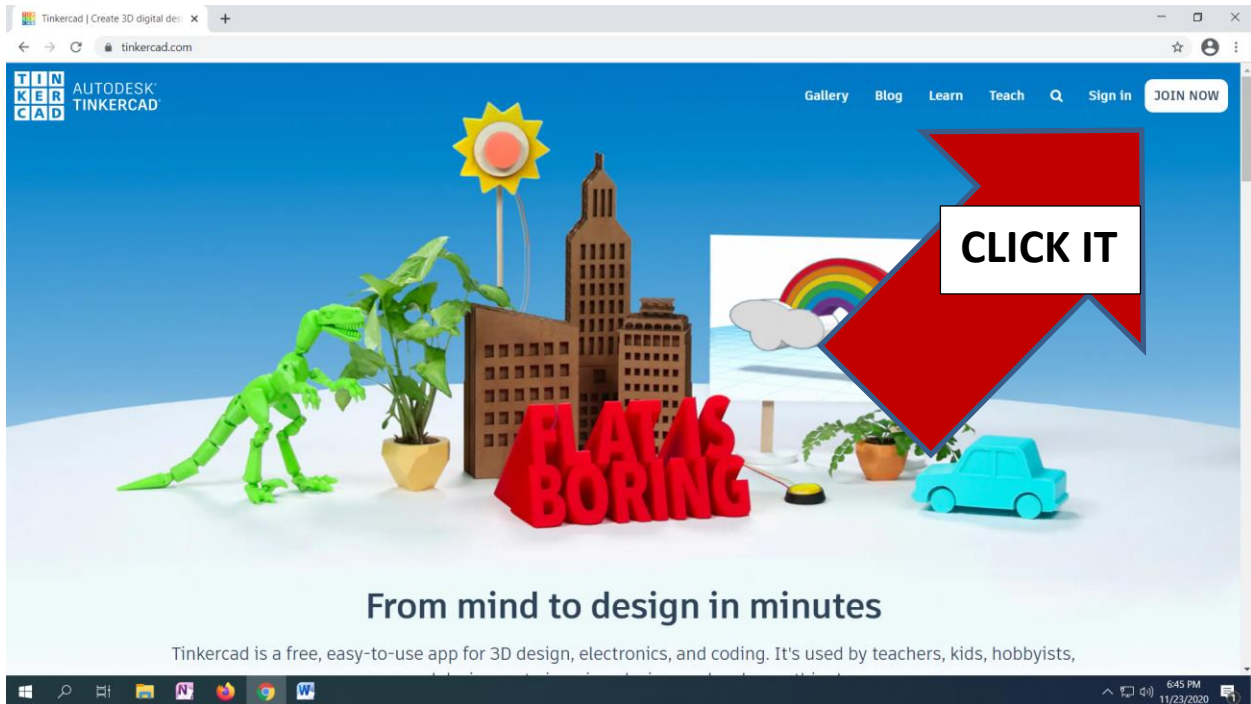 Tinkercad | Create 3D digital des
tinkercad.com
TIN
KER
CAD
AUTODESK
TINKERCAD
Gallery Blog Learn Teach Sign in JOIN NOW
CLICK IT
FLAT IS
BORING
From mind to design in minutes
Tinkercad is a free, easy-to-use app for 3D design, electronics, and coding. It's used by teachers, kids, hobbyists,
6:45 PM
11/23/2020